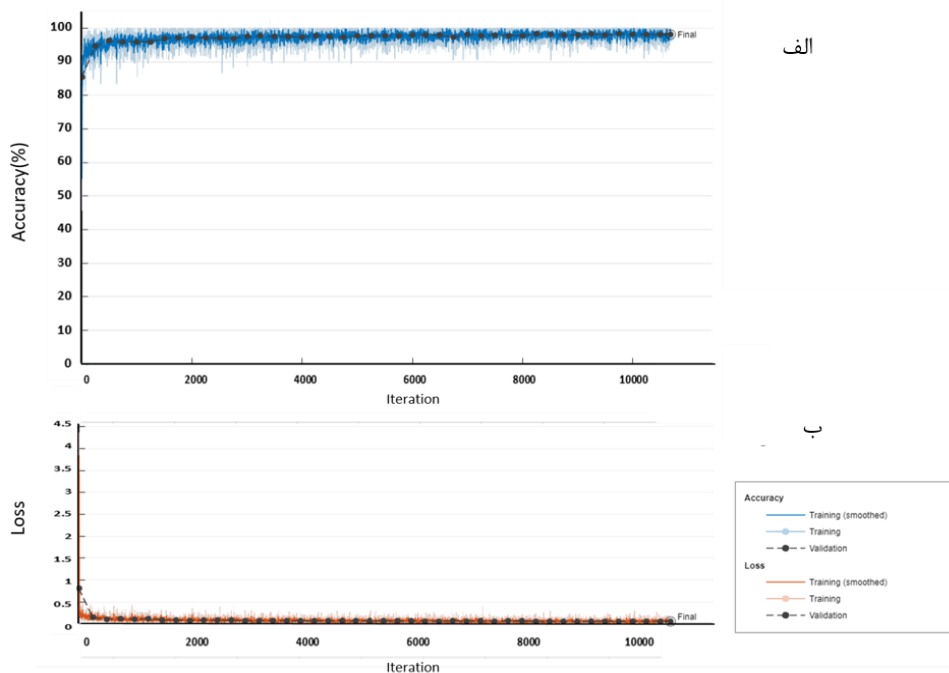 الف
Accuracy(%)
100
90
80
70
60
50
40
30
20
10
0
Final
0 2000 4000 6000 8000 10000
Iteration
ب
Loss
4.5
4
3.5
3
2.5
2
1.5
1
0.5
0
Final
0 2000 4000 6000 8000 10000
Iteration
Accuracy
Training (smoothed)
Training
Validation
Loss
Training (smoothed)
Training
Validation